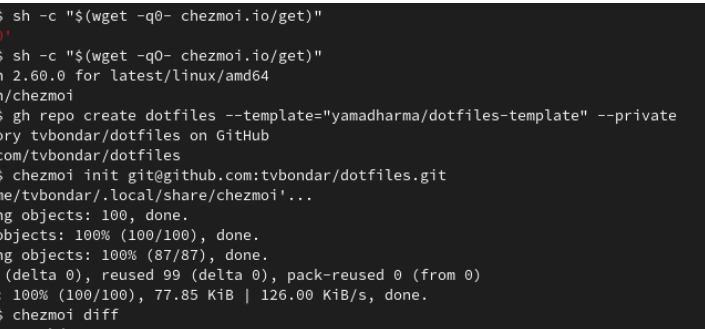 $ sh -c "$(wget -q0- chezmoi.io/get)"
)'
$ sh -c "$(wget -qO- chezmoi.io/get)"
n 2.60.0 for latest/linux/amd64
n/chezmoi
$ gh repo create dotfiles --template="yamadharma/dotfiles-template" --private
ory tvbondar/dotfiles on GitHub
com/tvbondar/dotfiles
$ chezmoi init git@github.com:tvbondar/dotfiles.git
me/tvbondar/.local/share/chezmoi'...
ng objects: 100, done.
objects: 100% (100/100), done.
ng objects: 100% (87/87), done.
(delta 0), reused 99 (delta 0), pack-reused 0 (from 0)
: 100% (100/100), 77.85 KiB | 126.00 KiB/s, done.
$ chezmoi diff